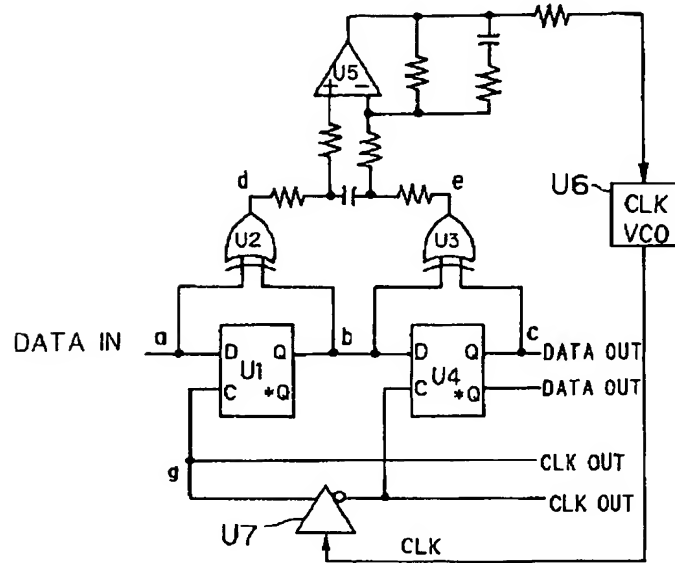 U5
+ -
d
e
U6
CLK
VCO
U2
U3
DATA IN
a
b
c
D
Q
U1
C
*Q
D
Q
U4
C
*Q
DATA OUT
DATA OUT
g
CLK OUT
CLK OUT
U7
CLK